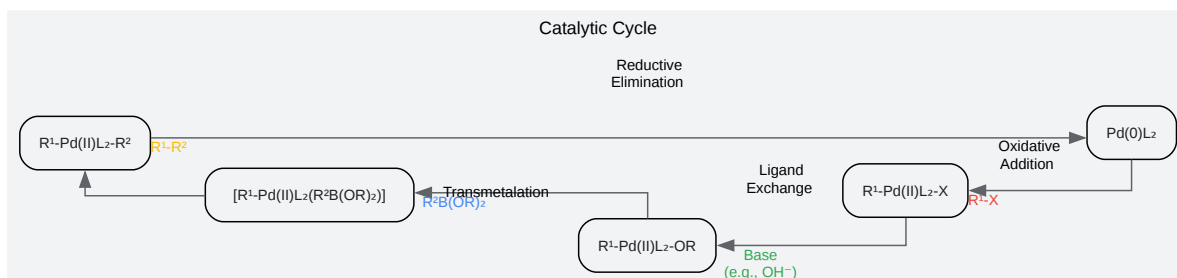 Catalytic Cycle
Reductive
Elimination
R¹-Pd(II)L₂-R²
R¹-R²
Pd(0)L₂
Oxidative
Addition
Ligand
Exchange
[R¹-Pd(II)L₂(R²B(OR)₂)]
Transmetalation
R²B(OR)₂
R¹-Pd(II)L₂-X
R¹-X
R¹-Pd(II)L₂-OR
Base
(e.g., OH⁻)